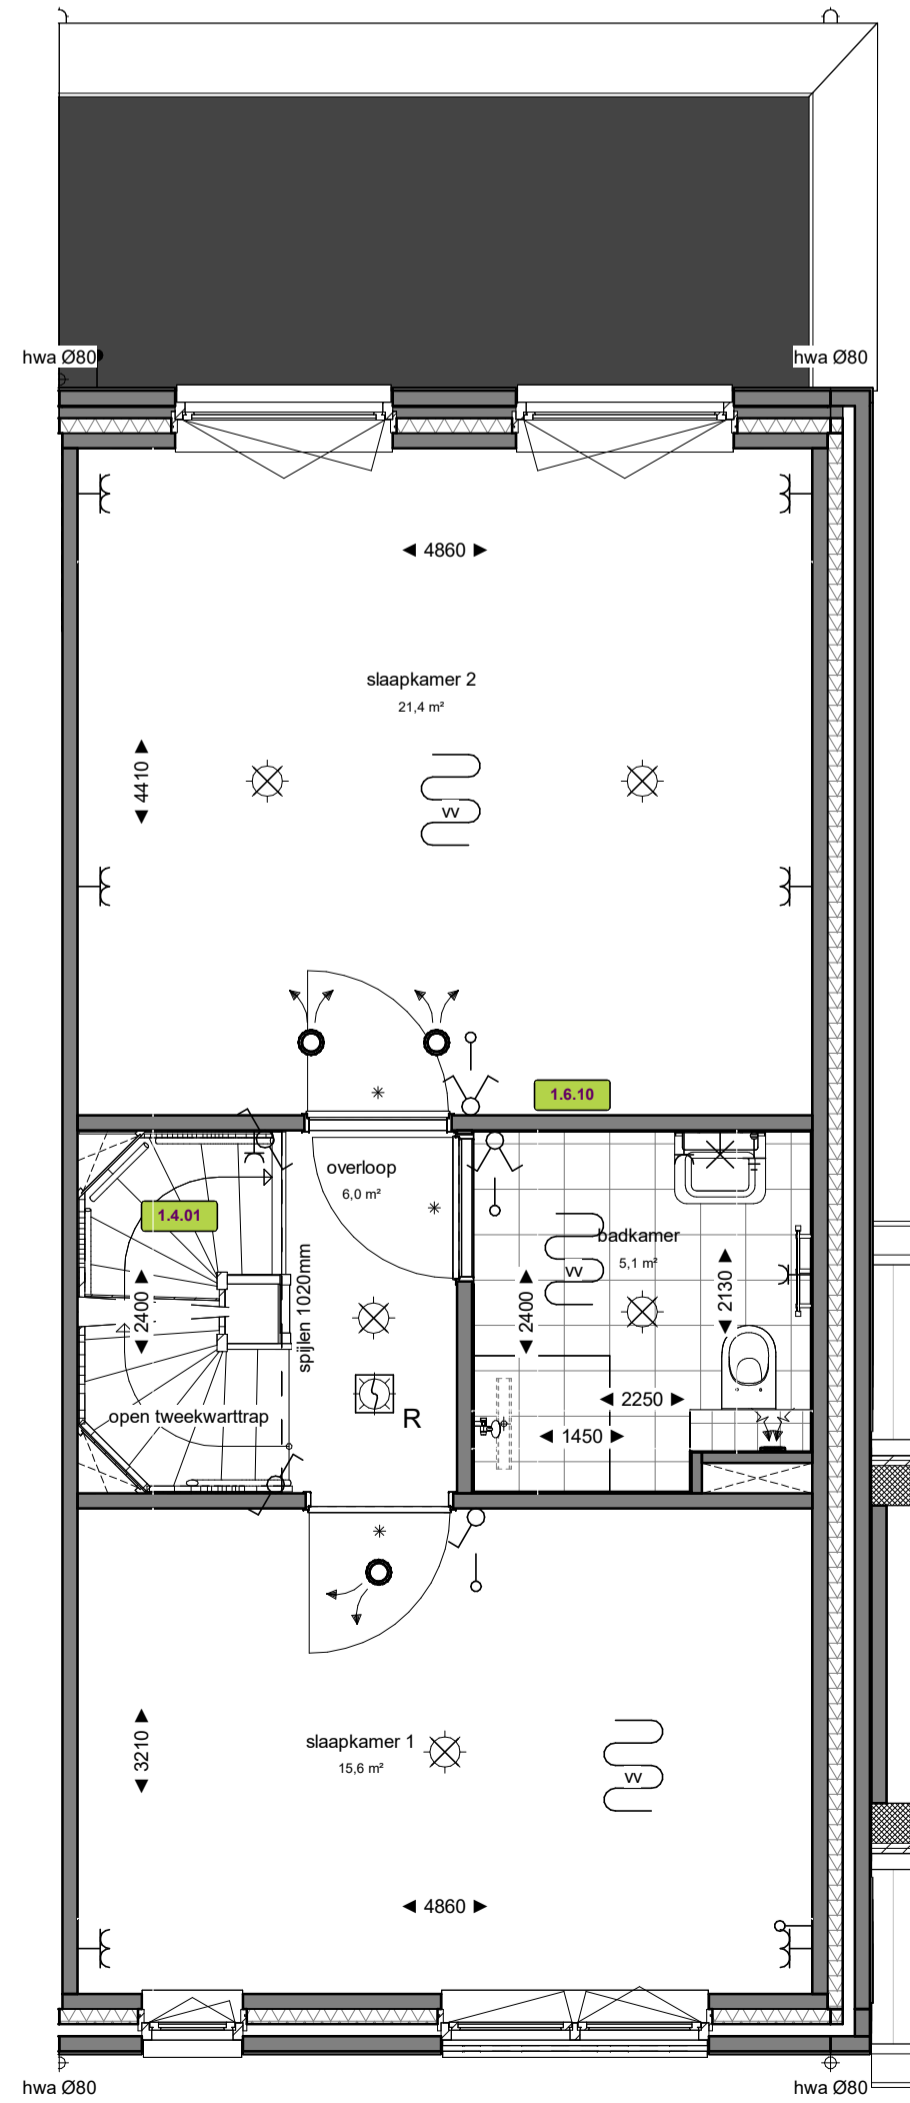 hwa Ø80
hwa Ø80
◄ 4860 ►
slaapkamer 2
21,4 m²
◄ 4410 ►
vv
1.6.10
overloop
6,0 m²
1.4.01
badkamer
5,1 m²
vv
◄ 2400 ►
spijlen 1020mm
◄ 2400 ►
◄ 2130 ►
◄ 2250 ►
open tweekwarttrap
R
◄ 1450 ►
◄ 3210 ►
slaapkamer 1
15,6 m²
vv
◄ 4860 ►
hwa Ø80
hwa Ø80